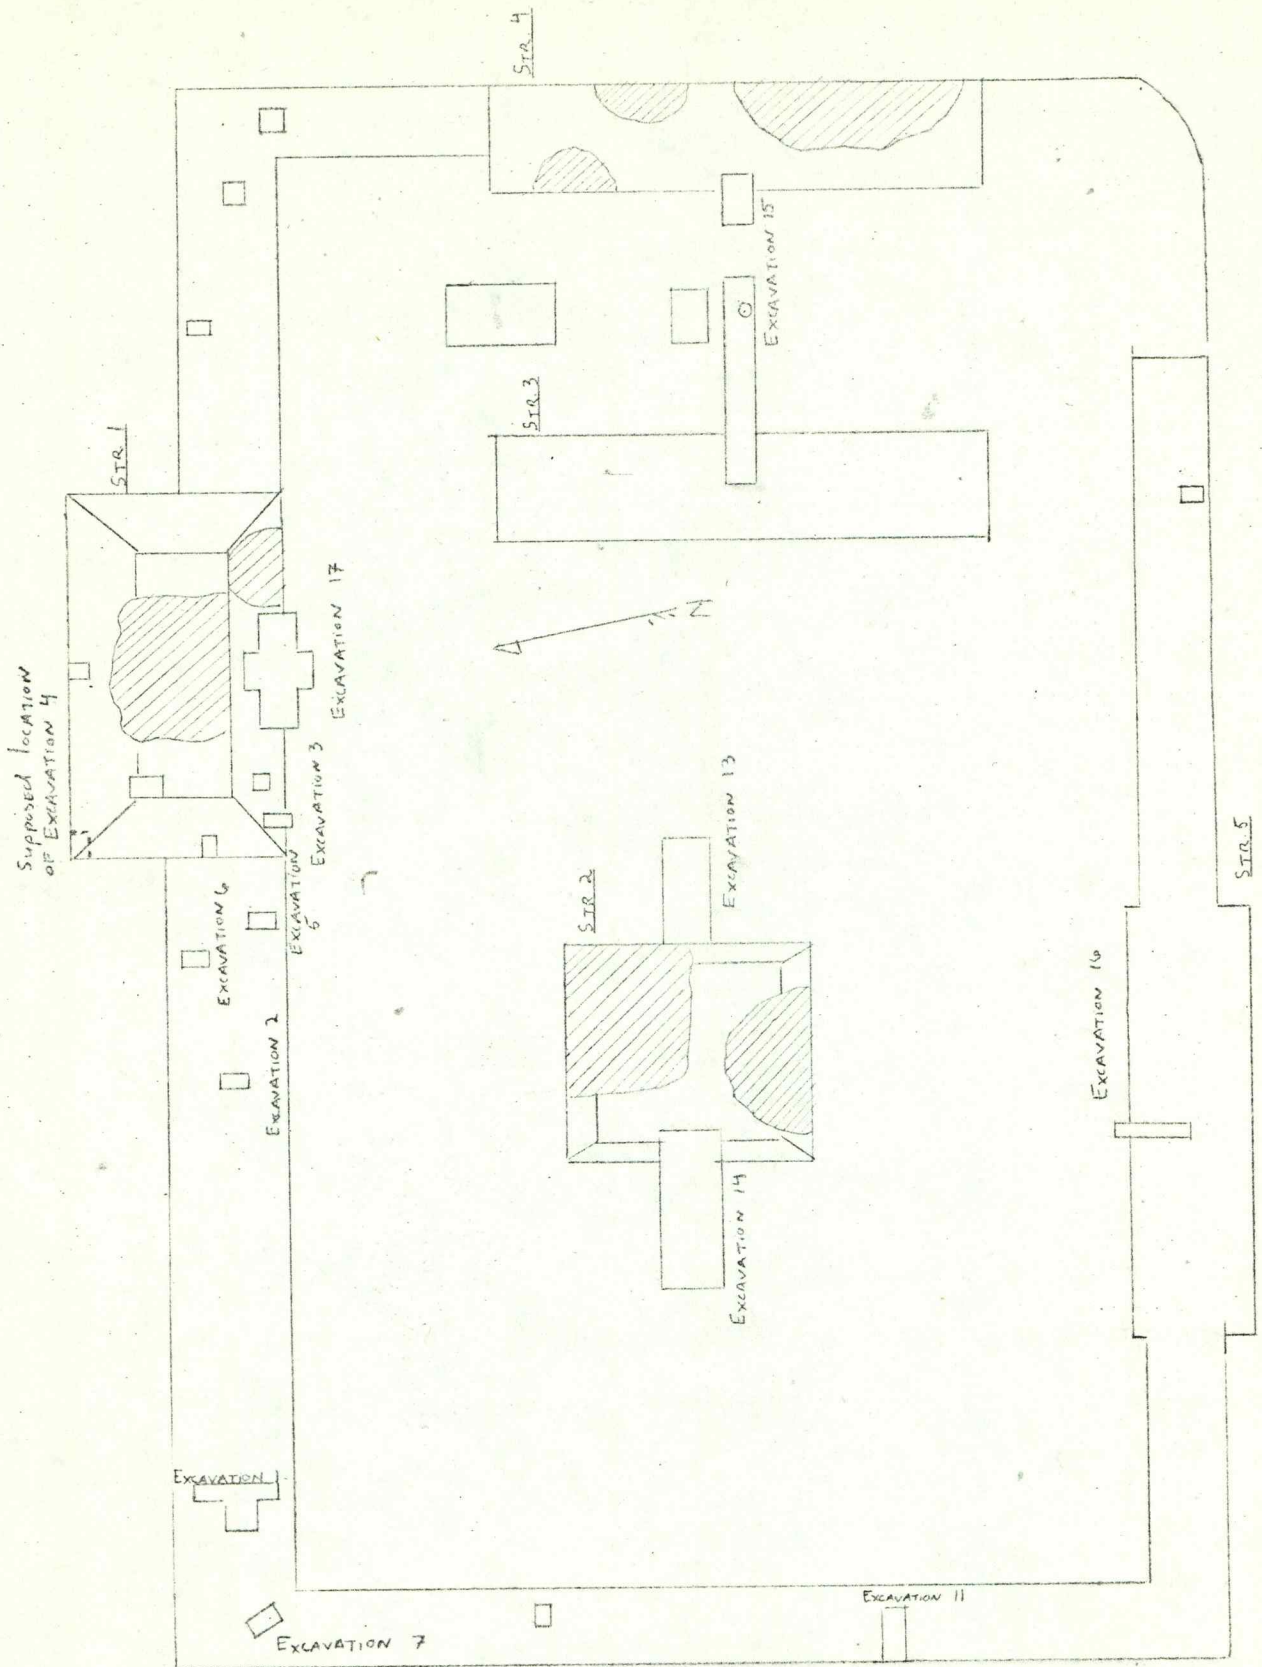 STR. 4
EXCAVATION 15
STR. 3
STR. 1
EXCAVATION 17
Supposed location
of Excavation 4
EXCAVATION 3
EXCAVATION
5
EXCAVATION 6
EXCAVATION 2
N
STR 2
EXCAVATION 13
EXCAVATION 14
EXCAVATION 16
STR. 5
EXCAVATION 1
EXCAVATION 7
EXCAVATION 11